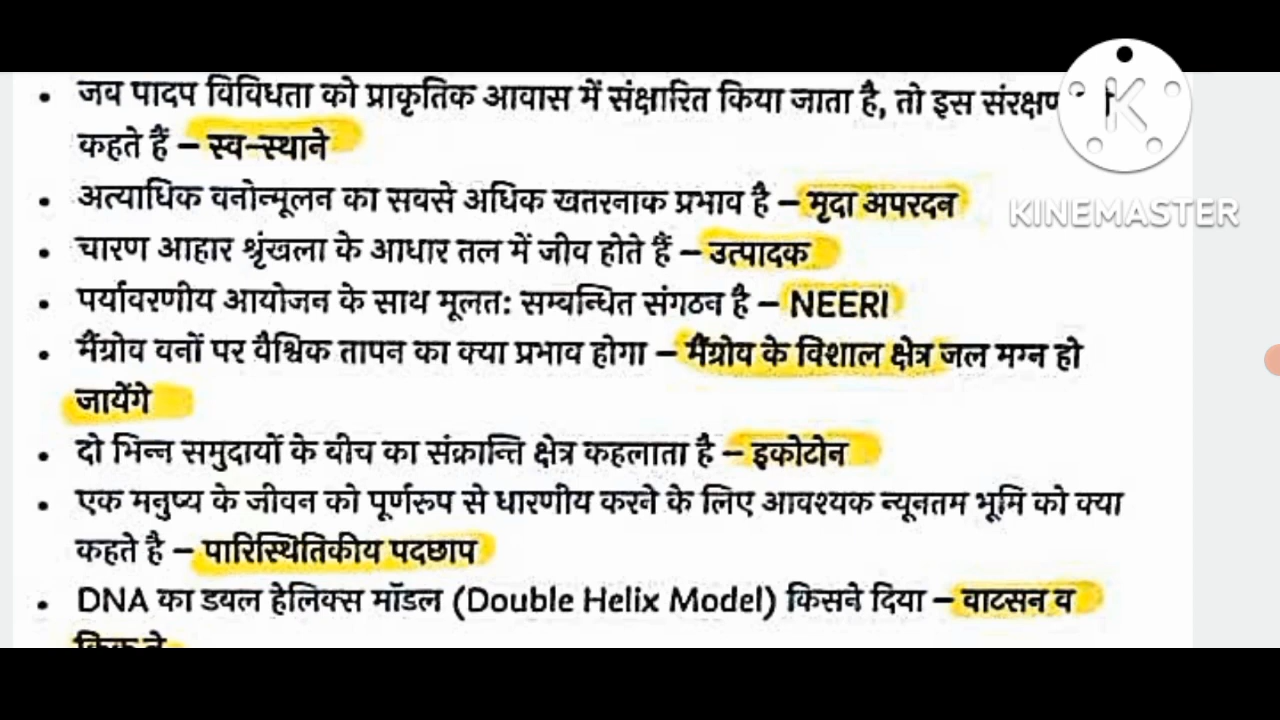 • जब पादप विविधता को प्राकृतिक आवास में संक्षारित किया जाता है, तो इस संरक्षण
कहते हैं – स्व-स्थाने
• अत्याधिक वनोन्मूलन का सबसे अधिक खतरनाक प्रभाव है – मृदा अपरदन
• चारण आहार श्रृंखला के आधार तल में जीव होते हैं – उत्पादक
• पर्यावरणीय आयोजन के साथ मूलत: सम्बन्धित संगठन है – NEERI
• मैंग्रोव वनों पर वैश्विक तापन का क्या प्रभाव होगा – मैंग्रोव के विशाल क्षेत्र जल मग्न हो
जायेंगे
• दो भिन्न समुदायों के बीच का संक्रान्ति क्षेत्र कहलाता है – इकोटोन
• एक मनुष्य के जीवन को पूर्णरूप से धारणीय करने के लिए आवश्यक न्यूनतम भूमि को क्या
कहते है – पारिस्थितिकीय पदछाप
• DNA का डयल हेलिक्स मॉडल (Double Helix Model) किसने दिया – वाटसन व
KINEMASTER